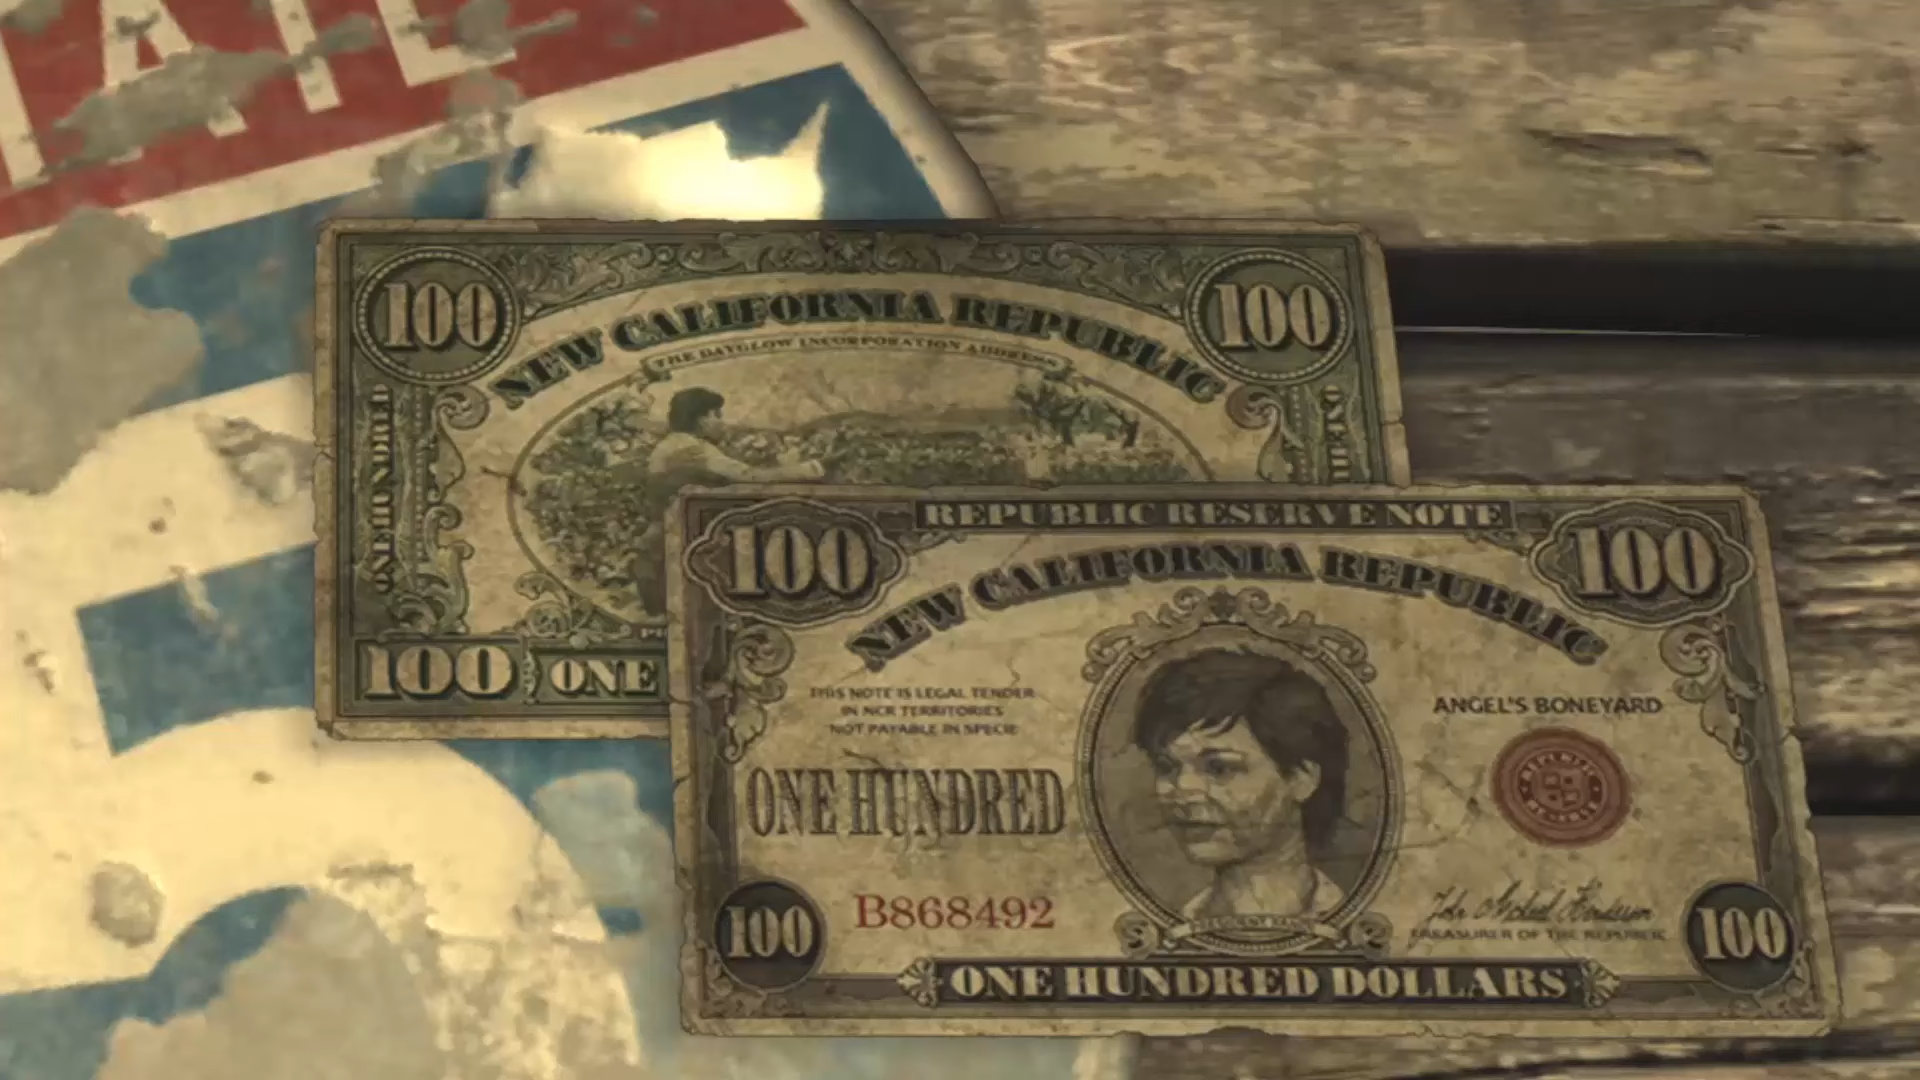 100
NEW CALIFORNIA REPUBLIC
100
THE DAYGLOW INCORPORATION ADDRESS
ONE HUNDRED
100
ONE
REPUBLIC RESERVE NOTE
100
NEW CALIFORNIA REPUBLIC
100
THIS NOTE IS LEGAL TENDER
IN NCR TERRITORIES
NOT PAYABLE IN SPECIE
ANGEL'S BONEYARD
ONE HUNDRED
B868492
TREASURER OF THE REPUBLIC
100
100
ONE HUNDRED DOLLARS